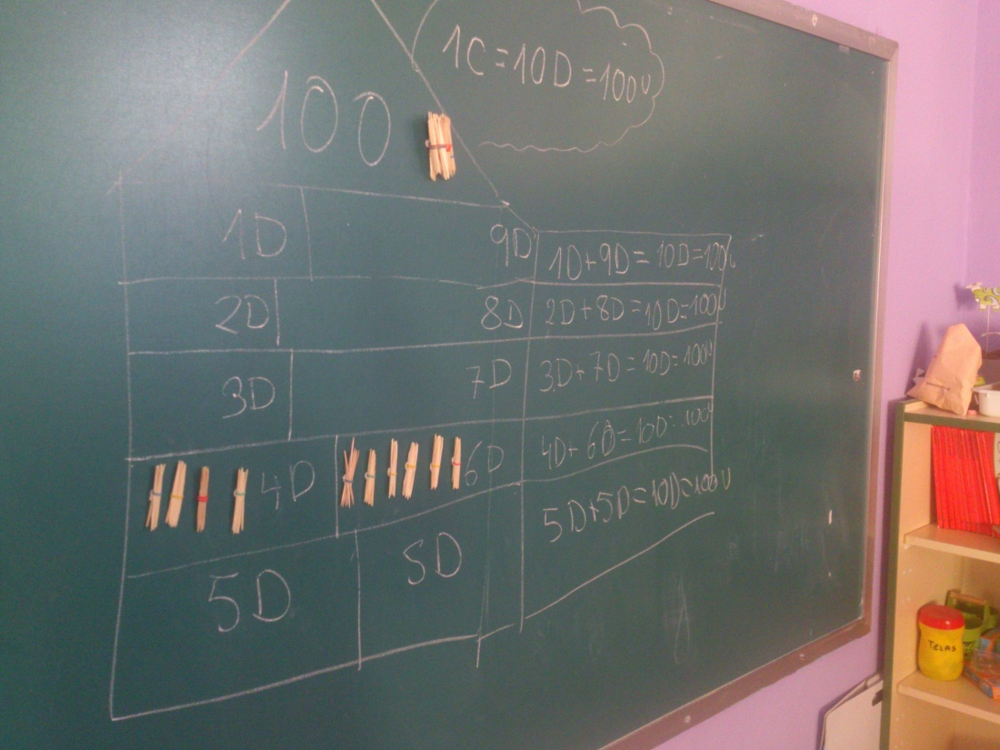 1C=10D=100U
100
1D 9D 1D+9D=10D=100U
2D 8D 2D+8D=10D=100U
3D 7D 3D+7D=10D=100U
4D 6D 4D+6D=10D=100
5D 5D 5D+5D=10D=100U
TELAS